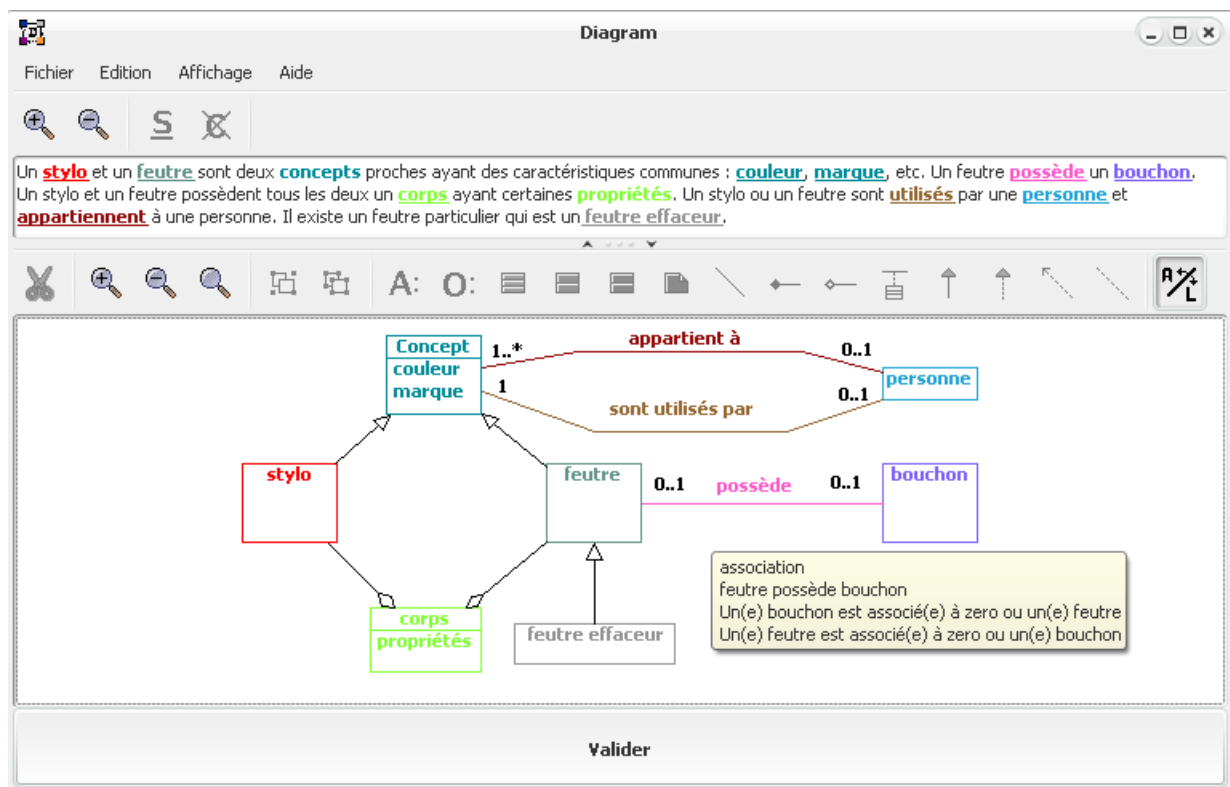 Diagram
Fichier Edition Affichage Aide
S C
Un stylo et un feutre sont deux concepts proches ayant des caractéristiques communes : couleur, marque, etc. Un feutre possède un bouchon.
Un stylo et un feutre possèdent tous les deux un corps ayant certaines propriétés. Un stylo ou un feutre sont utilisés par une personne et
appartiennent à une personne. Il existe un feutre particulier qui est un feutre effaceur.
A: O: A L
Concept
couleur
marque
1..* appartient à 0..1
1 sont utilisés par 0..1
personne
stylo
feutre
0..1 possède 0..1
bouchon
corps
propriétés
feutre effaceur
association
feutre possède bouchon
Un(e) bouchon est associé(e) à zero ou un(e) feutre
Un(e) feutre est associé(e) à zero ou un(e) bouchon
Valider